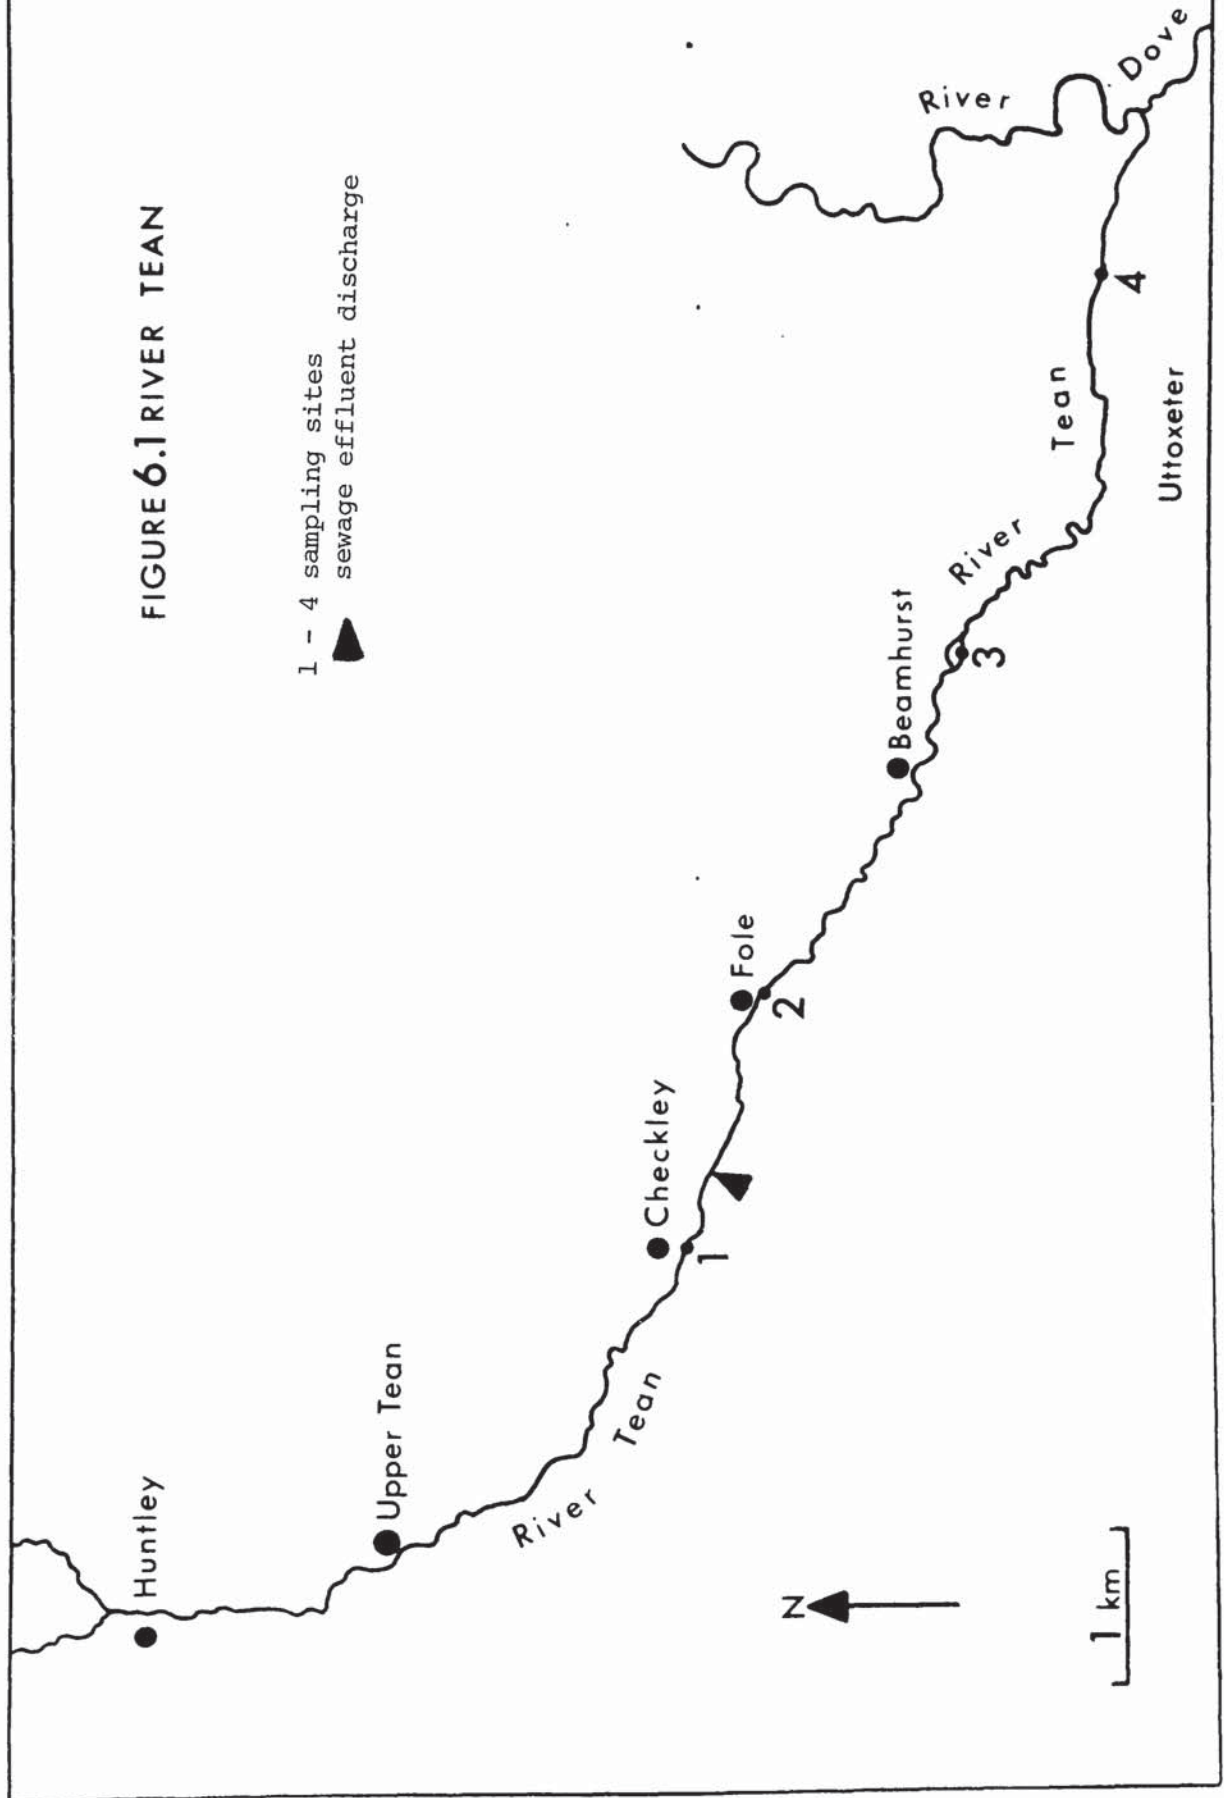 FIGURE 6.1 RIVER TEAN
1 - 4 sampling sites
sewage effluent discharge
Huntley
Upper Tean
River Tean
Checkley
1
Fole
2
Beamhurst
3
River Tean
4
Uttoxeter
River Dove
N
1 km